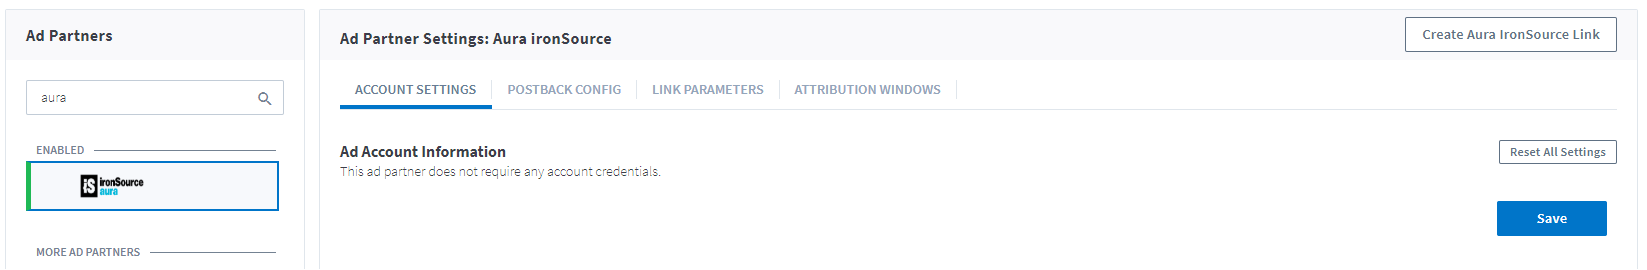 Ad Partners
aura
ENABLED
iS ironSource
aura
MORE AD PARTNERS
Ad Partner Settings: Aura ironSource
Create Aura IronSource Link
ACCOUNT SETTINGS
POSTBACK CONFIG
LINK PARAMETERS
ATTRIBUTION WINDOWS
Ad Account Information
Reset All Settings
This ad partner does not require any account credentials.
Save